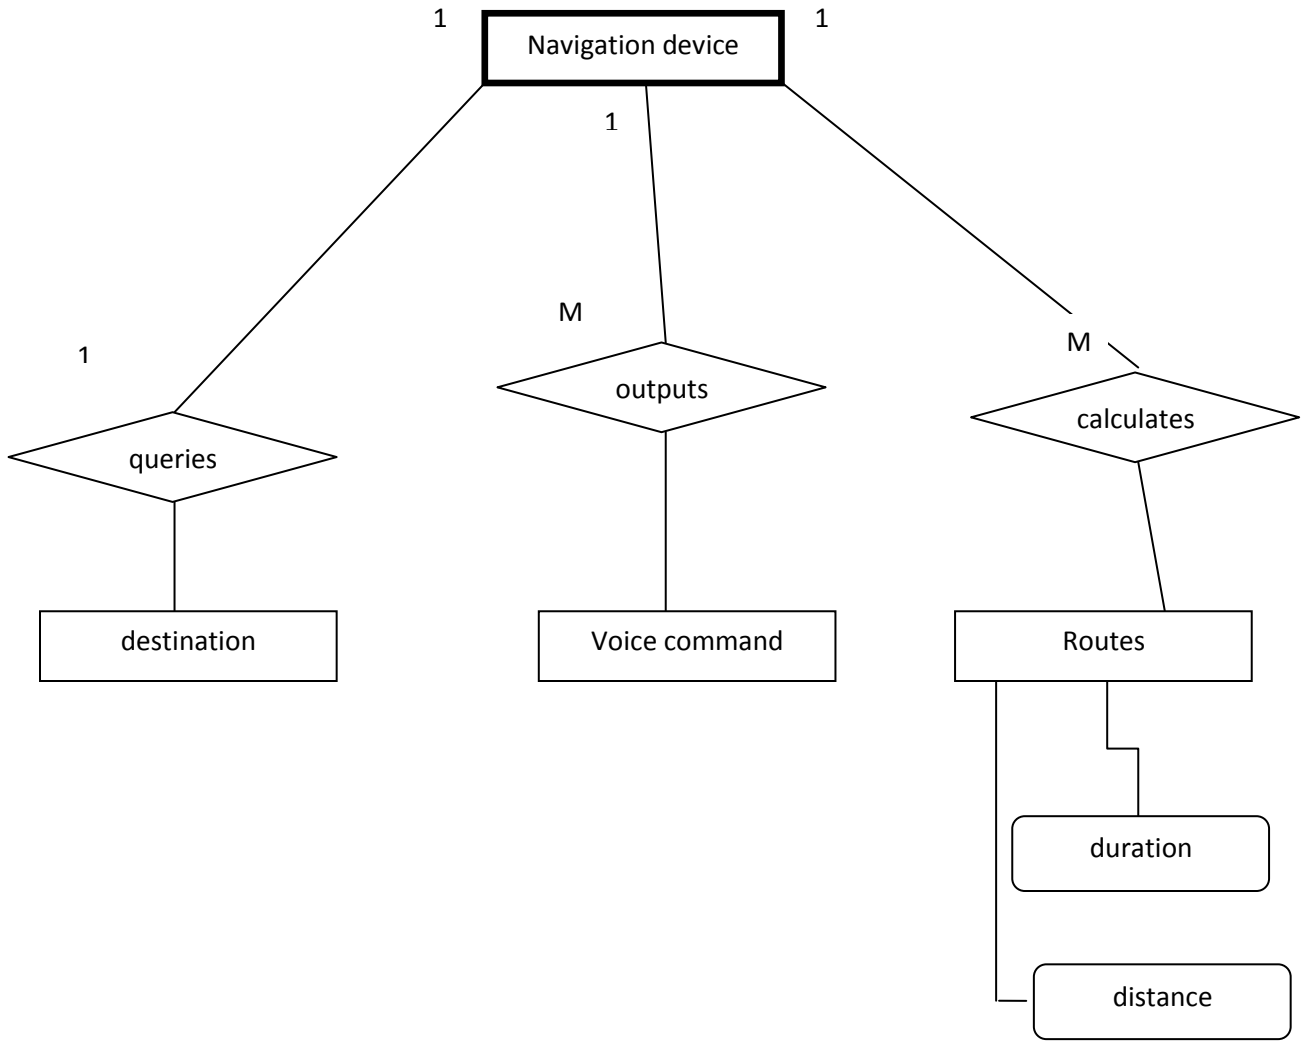 1
Navigation device
1
1
M
1
M
outputs
calculates
queries
destination
Voice command
Routes
duration
distance